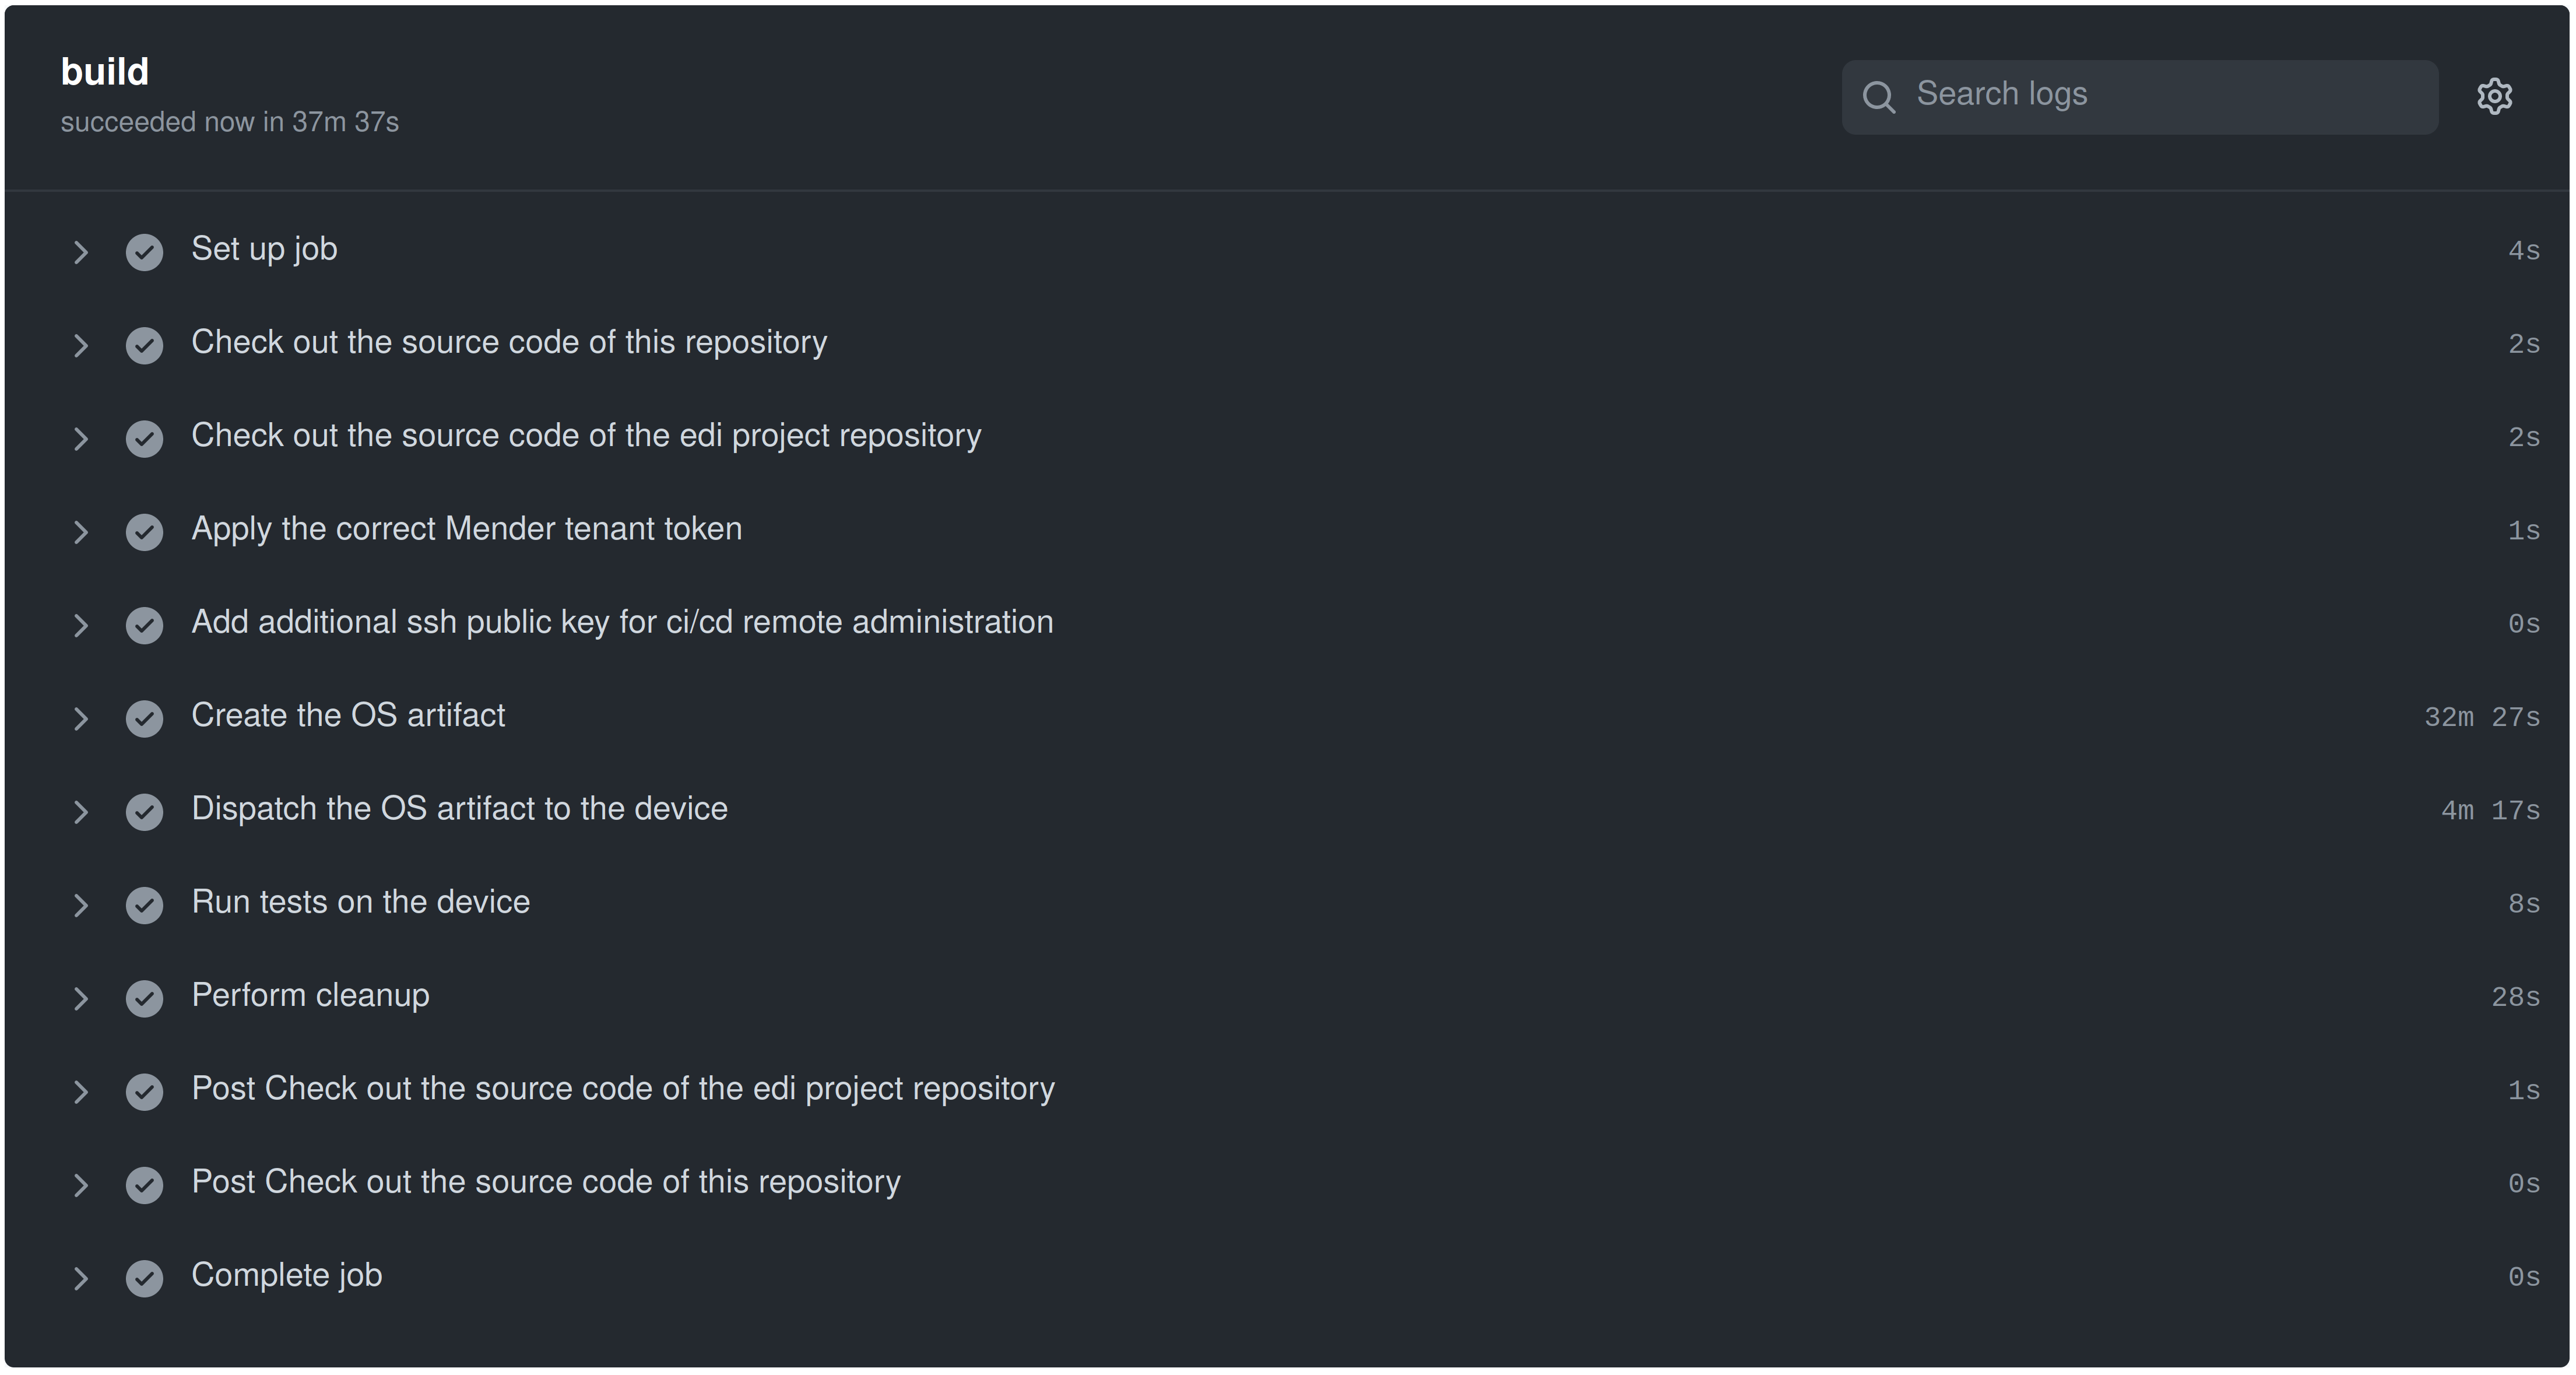 build
succeeded now in 37m 37s
Search logs
Set up job 4s
Check out the source code of this repository 2s
Check out the source code of the edi project repository 2s
Apply the correct Mender tenant token 1s
Add additional ssh public key for ci/cd remote administration 0s
Create the OS artifact 32m 27s
Dispatch the OS artifact to the device 4m 17s
Run tests on the device 8s
Perform cleanup 28s
Post Check out the source code of the edi project repository 1s
Post Check out the source code of this repository 0s
Complete job 0s